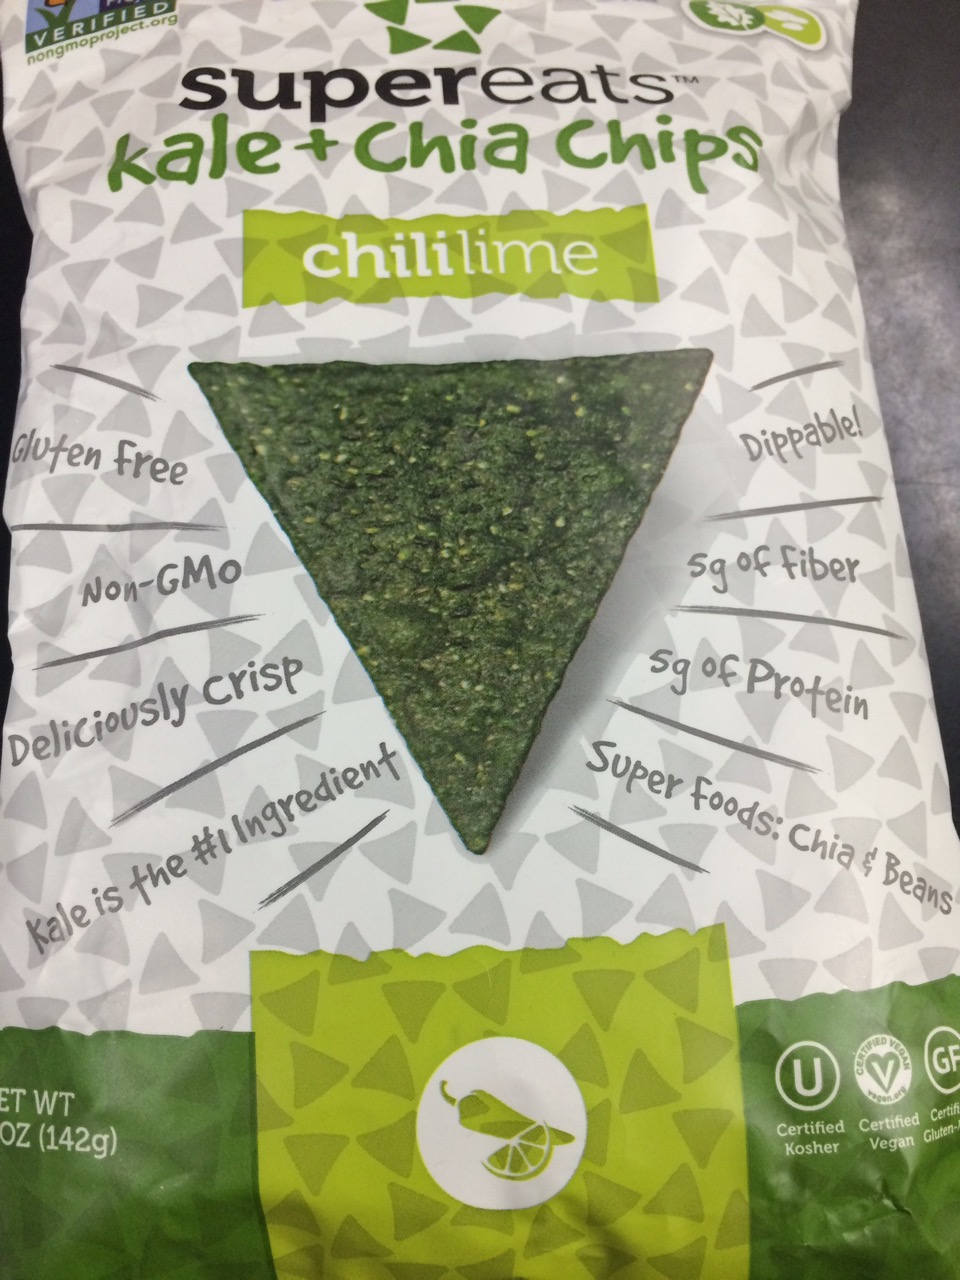 VERIFIED
nongmoproject.org
supereats™
kale + Chia Chips
chililime
Gluten Free
Non-GMO
Deliciously Crisp
Kale is the #1 Ingredient
Dippable!
5g of Fiber
5g of Protein
Super Foods: Chia & Beans
ET WT
OZ (142g)
U
Certified
Kosher
CERTIFIED VEGAN
V
vegan.org
Certified
Vegan
GF
Certifi
Gluten-